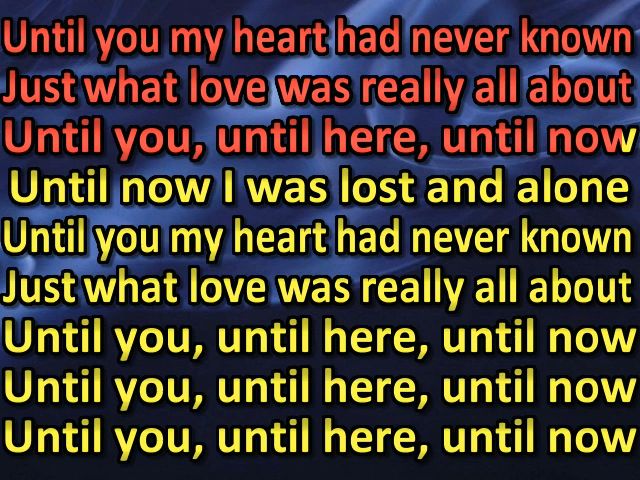 Until you my heart had never known
Just what love was really all about
Until you, until here, until now
Until now I was lost and alone
Until you my heart had never known
Just what love was really all about
Until you, until here, until now
Until you, until here, until now
Until you, until here, until now